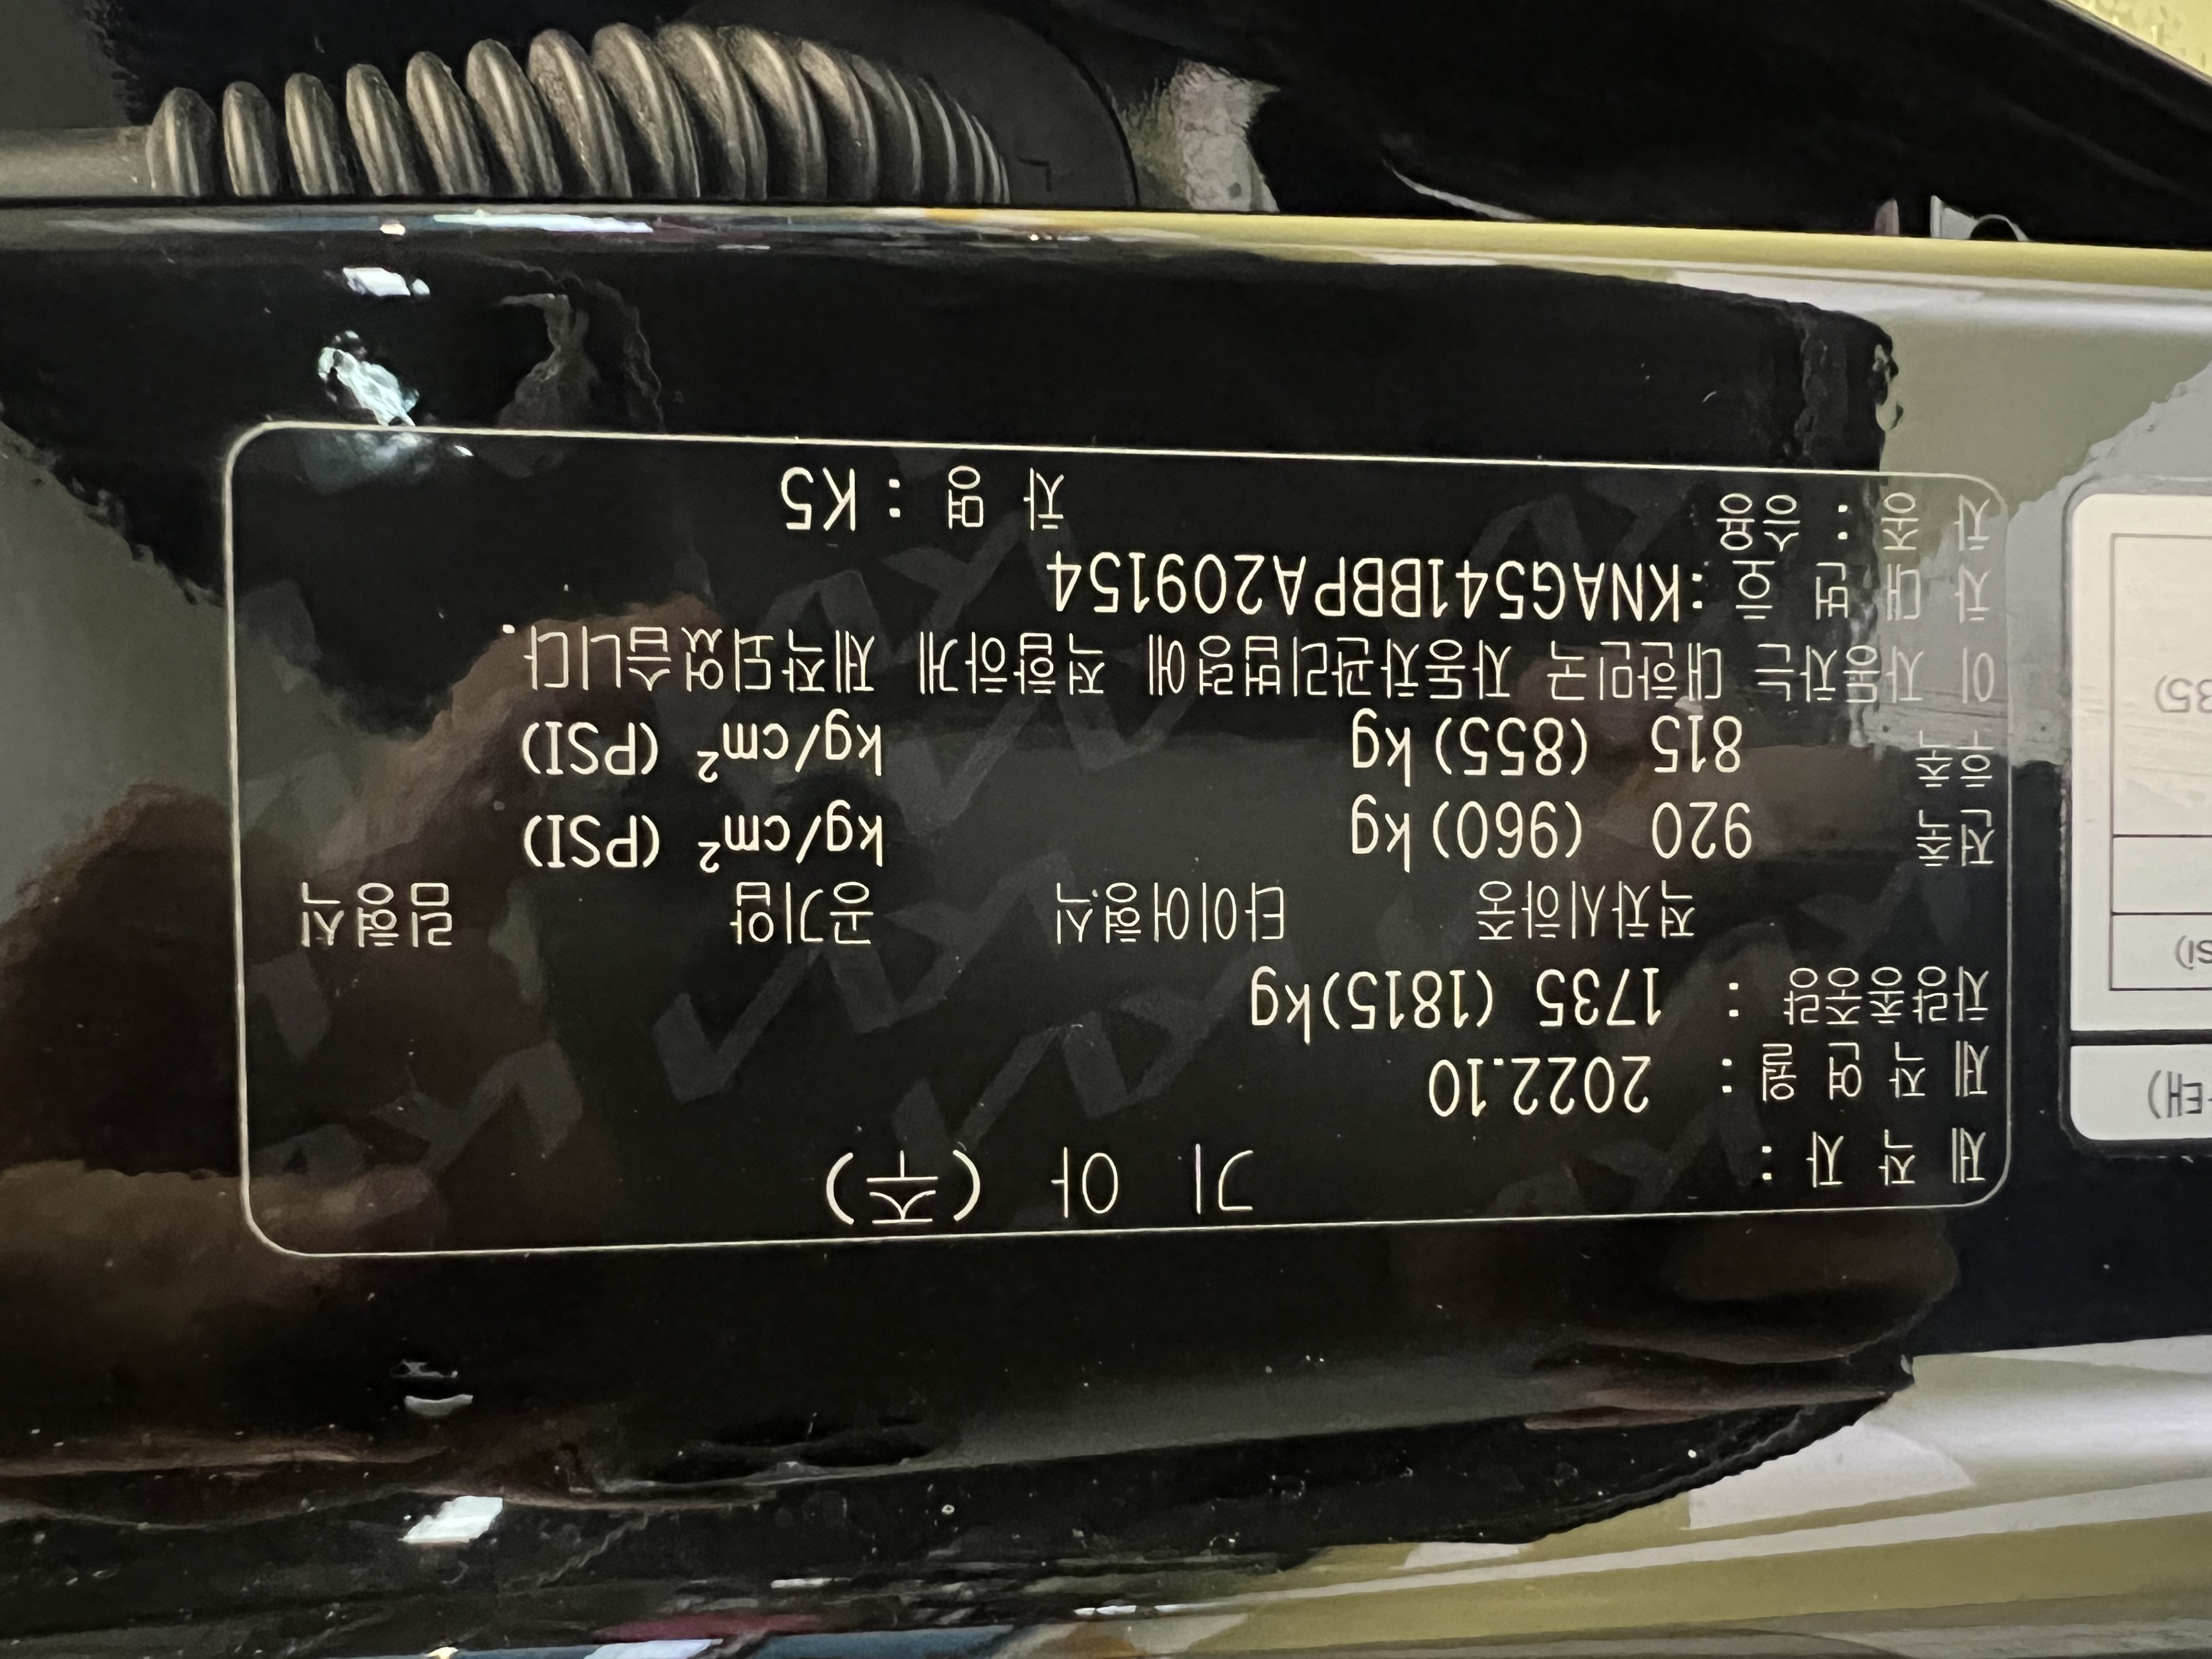 제 작 자 : 기 아 (주)
제 작 연 월 : 2022.10
차량총중량 : 1735 (1815)kg
적차시하중 타이어형식 공기압 림형식
전축 920 (960)kg kg/cm² (PSI)
후축 815 (855)kg kg/cm² (PSI)
이 자동차는 대한민국 자동차관리법령에 적합하게 제작되었습니다.
차 대 번 호 :KNAG541BBPA209154
차 종 : 승용 차 명 : K5